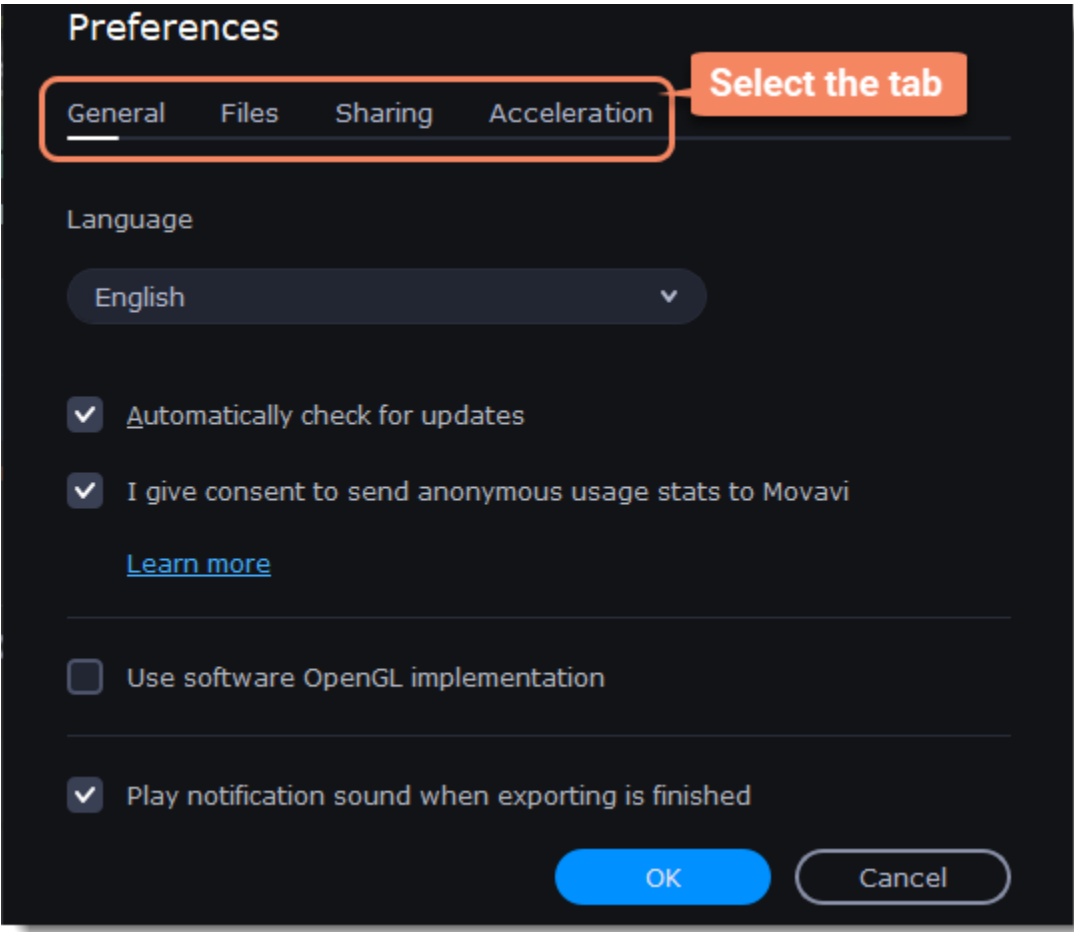 Preferences
General Files Sharing Acceleration
Select the tab
Language
English
Automatically check for updates
I give consent to send anonymous usage stats to Movavi
Learn more
Use software OpenGL implementation
Play notification sound when exporting is finished
OK Cancel